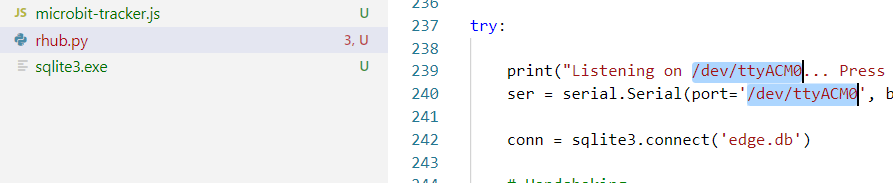 JS microbit-tracker.js U
rhub.py 3, U
sqlite3.exe U
236
237 try:
238
239 print("Listening on /dev/ttyACM0... Press
240 ser = serial.Serial(port='/dev/ttyACM0', b
241
242 conn = sqlite3.connect('edge.db')
243
244 # Handshaking